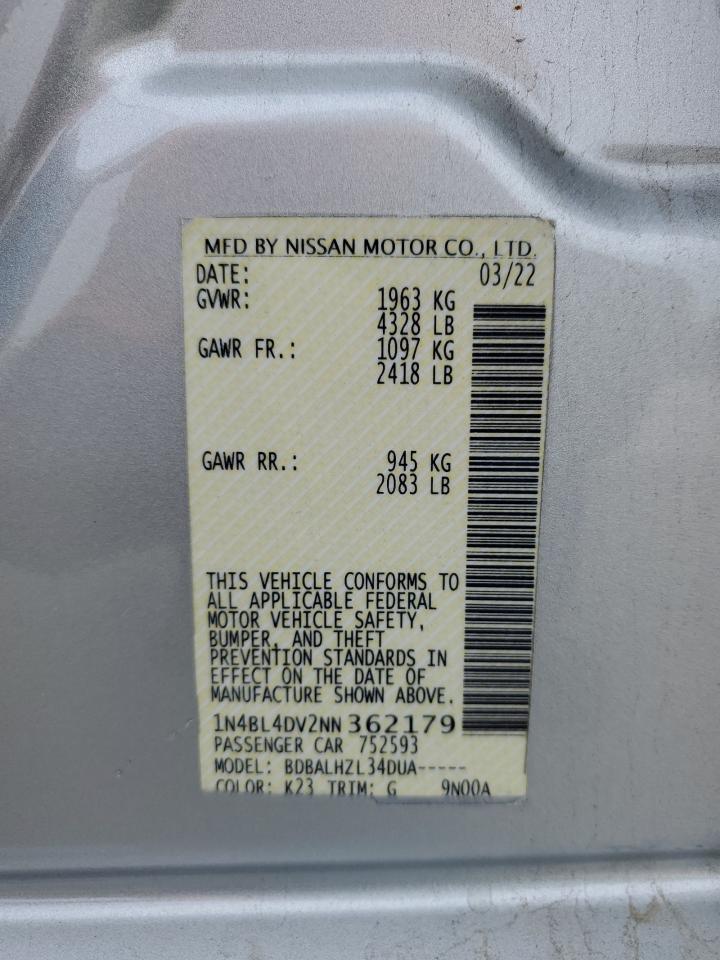 MFD BY NISSAN MOTOR CO., LTD.
DATE: 03/22
GVWR: 1963 KG
4328 LB
GAWR FR.: 1097 KG
2418 LB
GAWR RR.: 945 KG
2083 LB
THIS VEHICLE CONFORMS TO
ALL APPLICABLE FEDERAL
MOTOR VEHICLE SAFETY,
BUMPER, AND THEFT
PREVENTION STANDARDS IN
EFFECT ON THE DATE OF
MANUFACTURE SHOWN ABOVE.
1N4BL4DV2NN362179
PASSENGER CAR 752593
MODEL: BDBALHZL34DUA-----
COLOR: K23 TRIM: G 9N00A